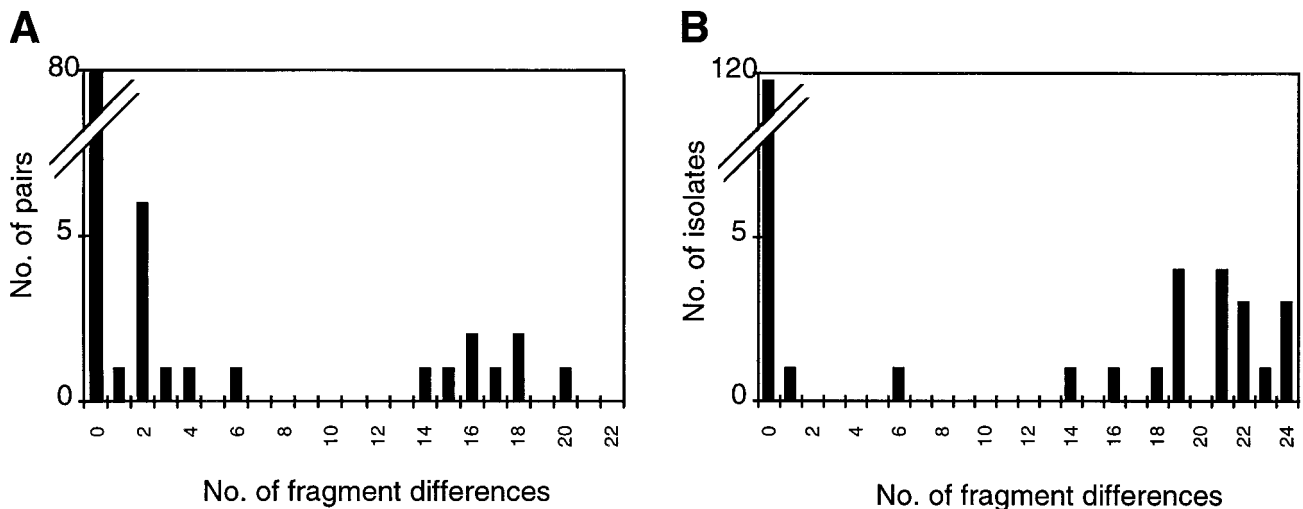 A
80
5
0
No. of pairs
0 2 4 6 8 10 12 14 16 18 20 22
No. of fragment differences
B
120
5
0
No. of isolates
0 2 4 6 8 10 12 14 16 18 20 22 24
No. of fragment differences